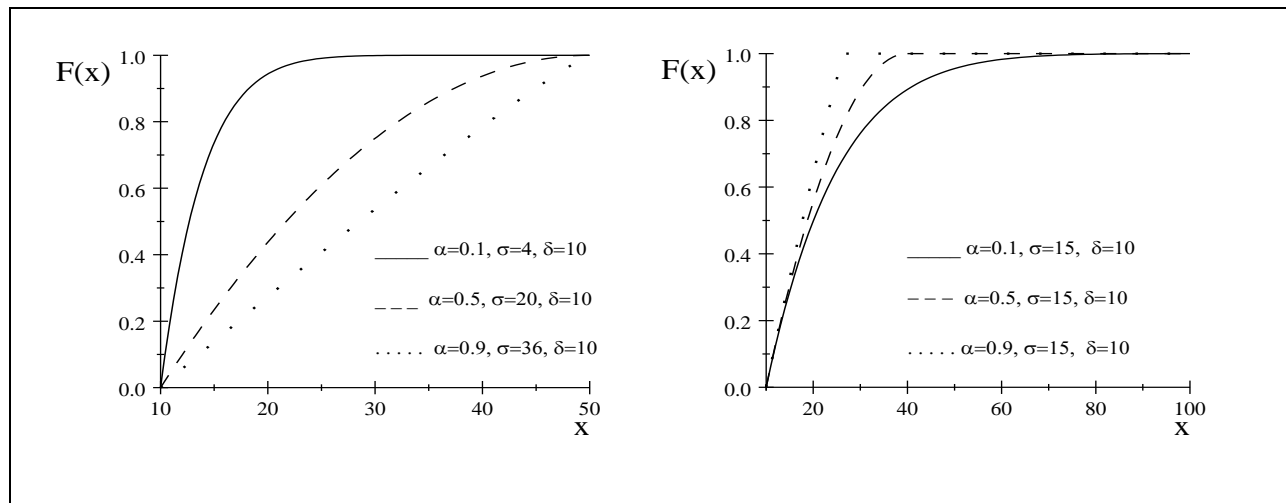 F(x)
1.0
0.8
0.6
0.4
0.2
0.0
10 20 30 40 50
x
α=0.1, σ=4, δ=10
α=0.5, σ=20, δ=10
α=0.9, σ=36, δ=10
F(x)
1.0
0.8
0.6
0.4
0.2
0.0
20 40 60 80 100
x
α=0.1, σ=15, δ=10
α=0.5, σ=15, δ=10
α=0.9, σ=15, δ=10